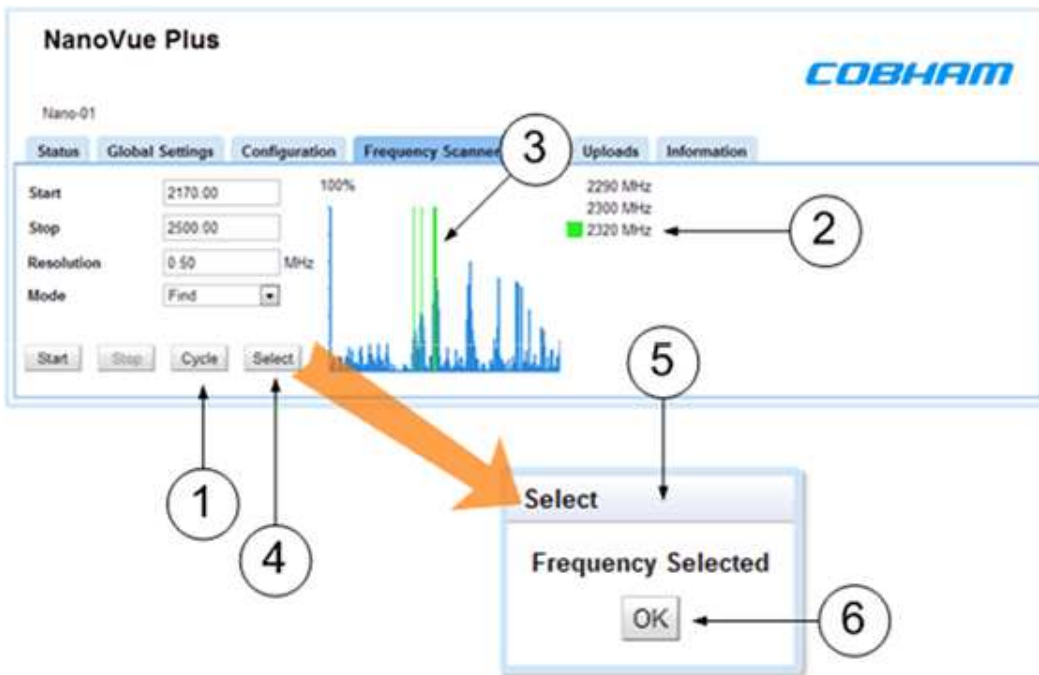 NanoVue Plus
COBHAM
Nano-01
Status Global Settings Configuration Frequency Scanner Uploads Information
Start 2170.00
Stop 2500.00
Resolution 0.50 MHz
Mode Find
Start Stop Cycle Select
100%
2290 MHz
2300 MHz
2320 MHz
3
2
1
4
5
Select
Frequency Selected
OK
6